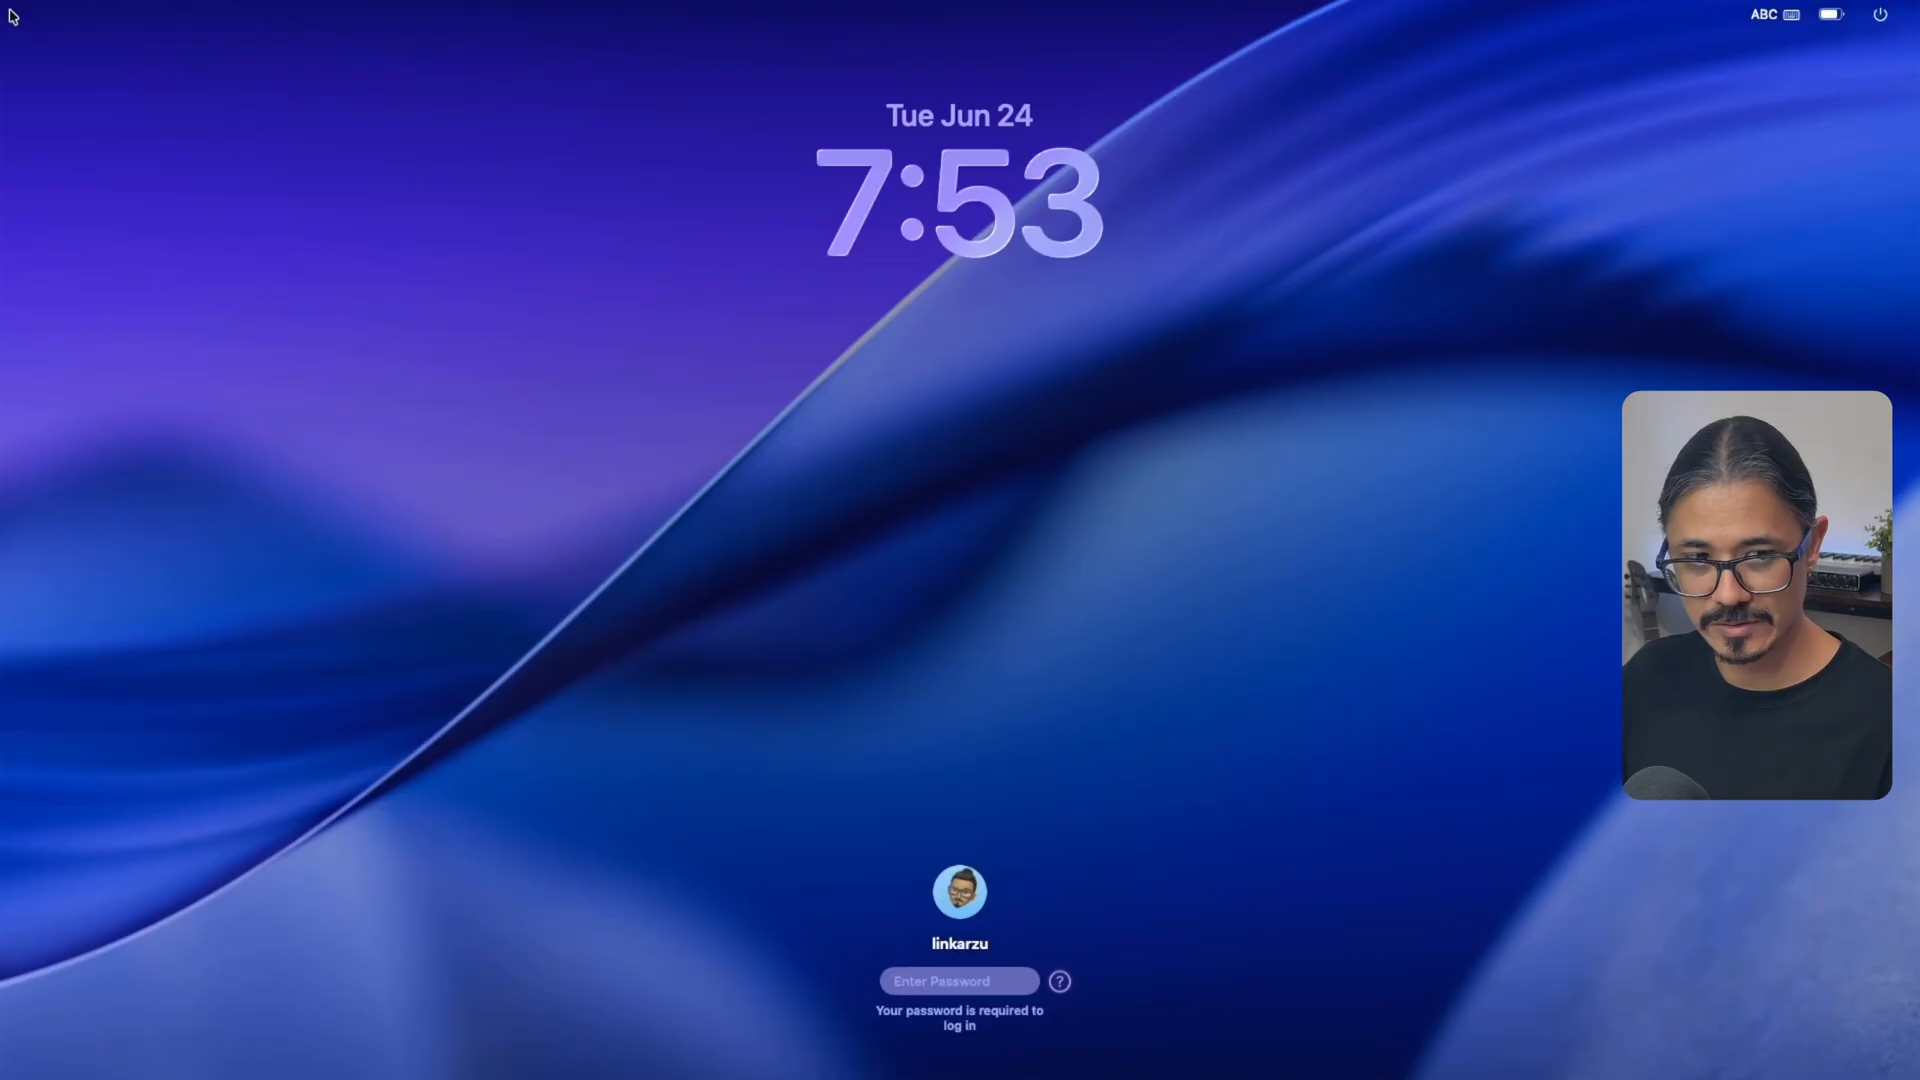 ABC
Tue Jun 24
7:53
linkarzu
Enter Password
?
Your password is required to
log in